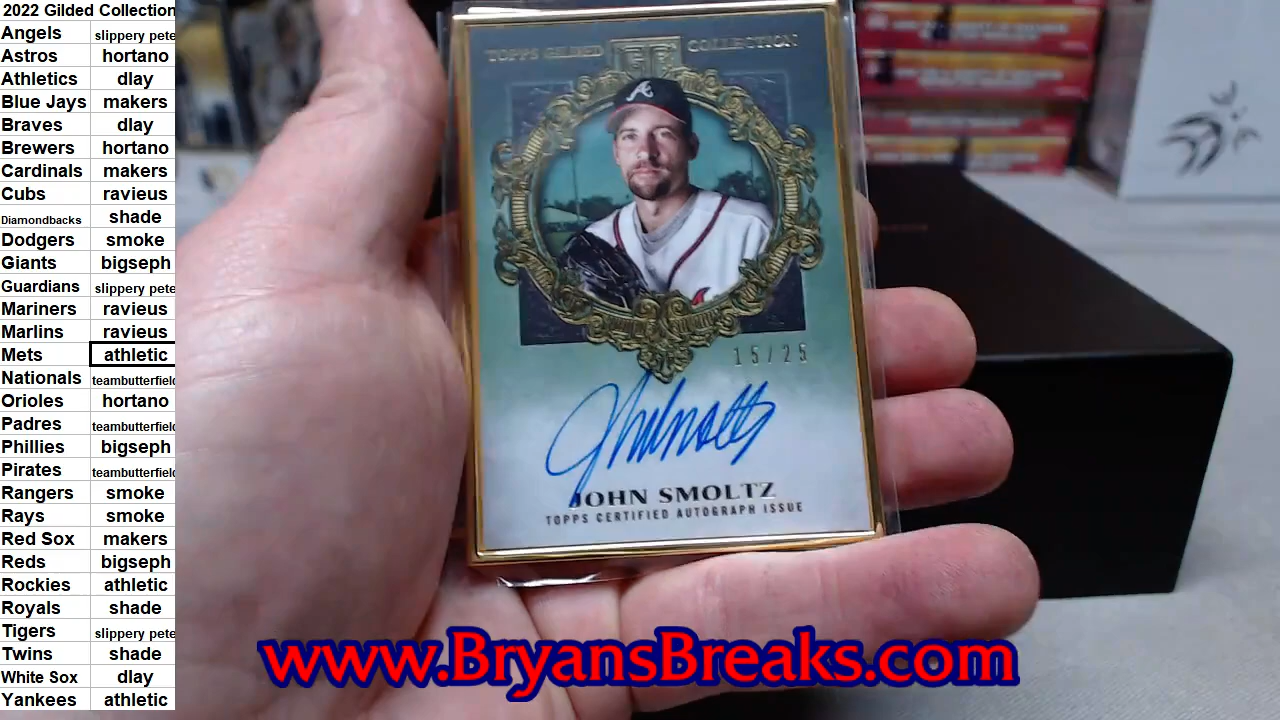 2022 Gilded Collection
Angels slippery pete
Astros hortano
Athletics dlay
Blue Jays makers
Braves dlay
Brewers hortano
Cardinals makers
Cubs ravieus
Diamondbacks shade
Dodgers smoke
Giants bigseph
Guardians slippery pete
Mariners ravieus
Marlins ravieus
Mets athletic
Nationals teambutterfield
Orioles hortano
Padres teambutterfield
Phillies bigseph
Pirates teambutterfield
Rangers smoke
Rays smoke
Red Sox makers
Reds bigseph
Rockies athletic
Royals shade
Tigers slippery pete
Twins shade
White Sox dlay
Yankees athletic
TOPPS GILDED COLLECTION
A
15/25
JOHN SMOLTZ
TOPPS CERTIFIED AUTOGRAPH ISSUE
www.BryansBreaks.com